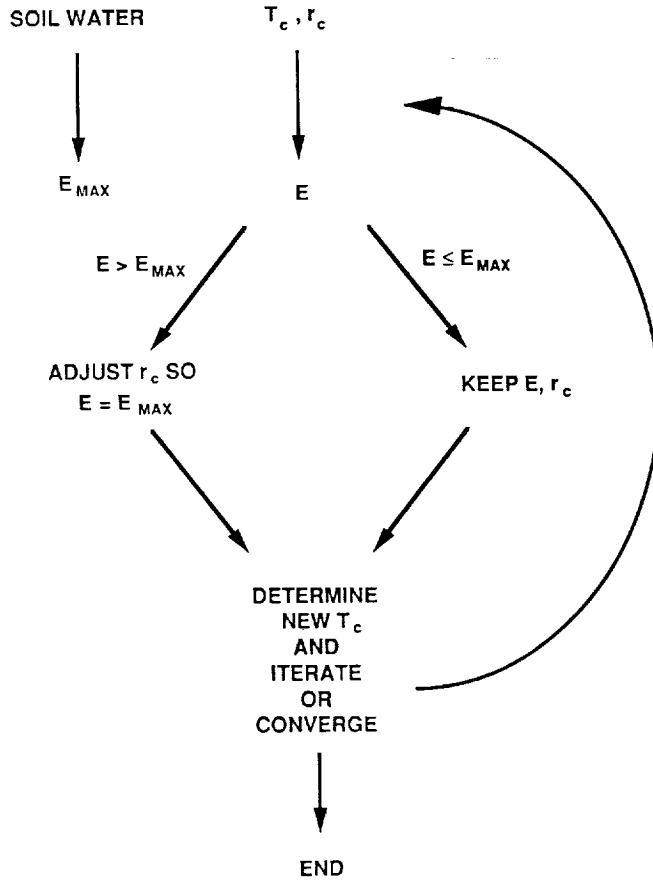 SOIL WATER
T_c, r_c
E_MAX
E
E > E_MAX
E ≤ E_MAX
ADJUST r_c SO
E = E_MAX
KEEP E, r_c
DETERMINE
NEW T_c
AND
ITERATE
OR
CONVERGE
END